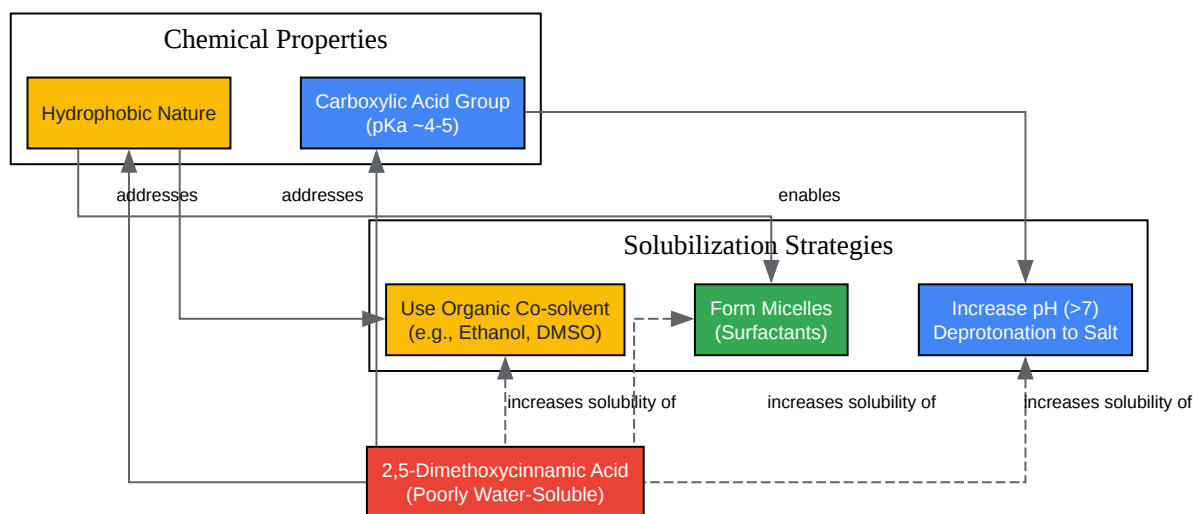 Chemical Properties
Hydrophobic Nature
Carboxylic Acid Group
(pKa ~4-5)
addresses
addresses
enables
Solubilization Strategies
Use Organic Co-solvent
(e.g., Ethanol, DMSO)
Form Micelles
(Surfactants)
Increase pH (>7)
Deprotonation to Salt
increases solubility of
increases solubility of
increases solubility of
2,5-Dimethoxycinnamic Acid
(Poorly Water-Soluble)